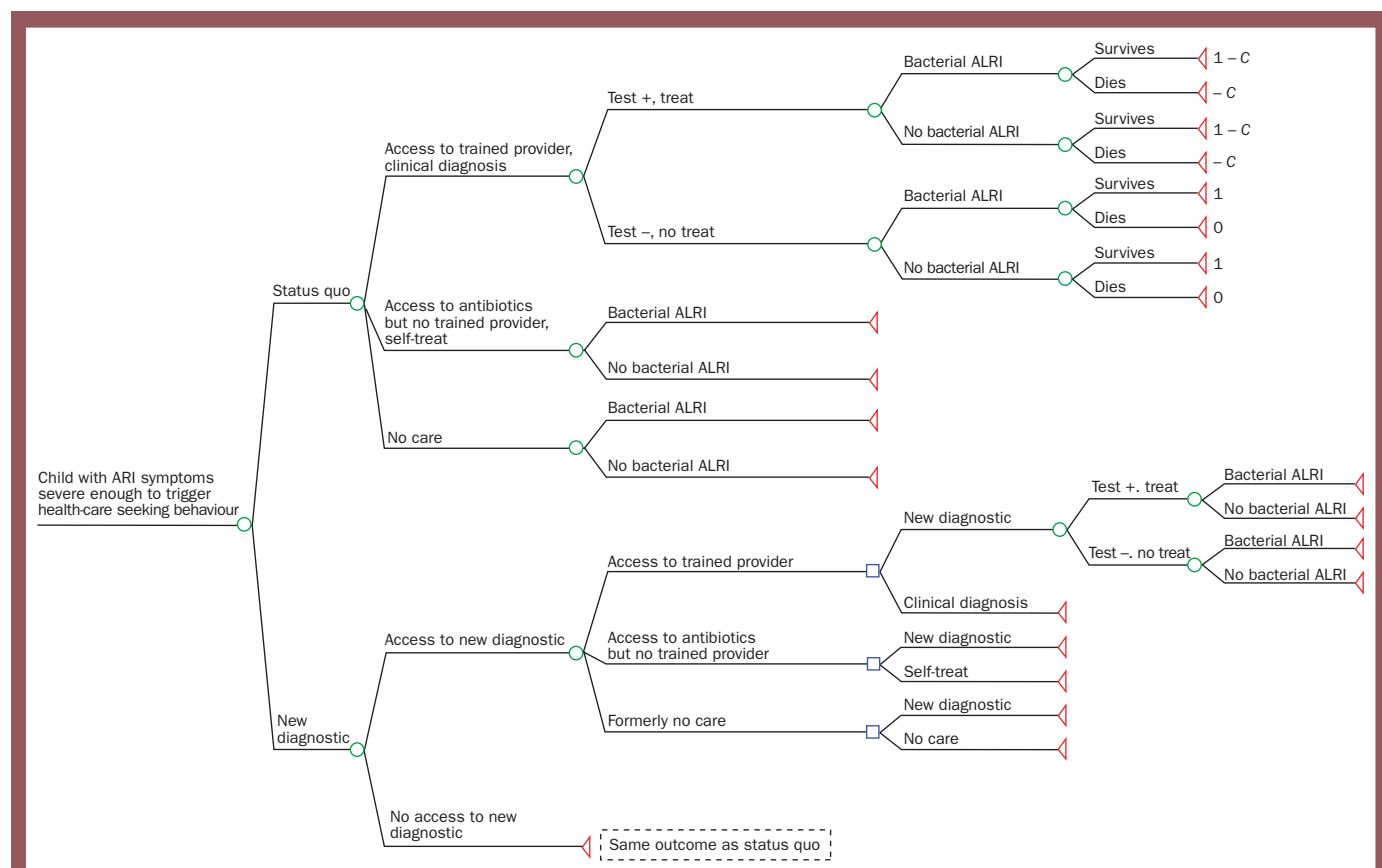 Survives
1 – C
Bacterial ALRI
Dies
– C
Test +, treat
Survives
1 – C
No bacterial ALRI
Dies
– C
Access to trained provider,
clinical diagnosis
Survives
1
Bacterial ALRI
Dies
0
Test –, no treat
Survives
1
No bacterial ALRI
Dies
0
Status quo
Access to antibiotics
but no trained provider,
self-treat
Bacterial ALRI
No bacterial ALRI
No care
Bacterial ALRI
No bacterial ALRI
Child with ARI symptoms
severe enough to trigger
health-care seeking behaviour
New diagnostic
Test +. treat
Bacterial ALRI
No bacterial ALRI
Test –. no treat
Bacterial ALRI
No bacterial ALRI
Access to trained provider
Clinical diagnosis
Access to new diagnostic
Access to antibiotics
but no trained provider
New diagnostic
Self-treat
Formerly no care
New diagnostic
No care
New
diagnostic
No access to new
diagnostic
Same outcome as status quo